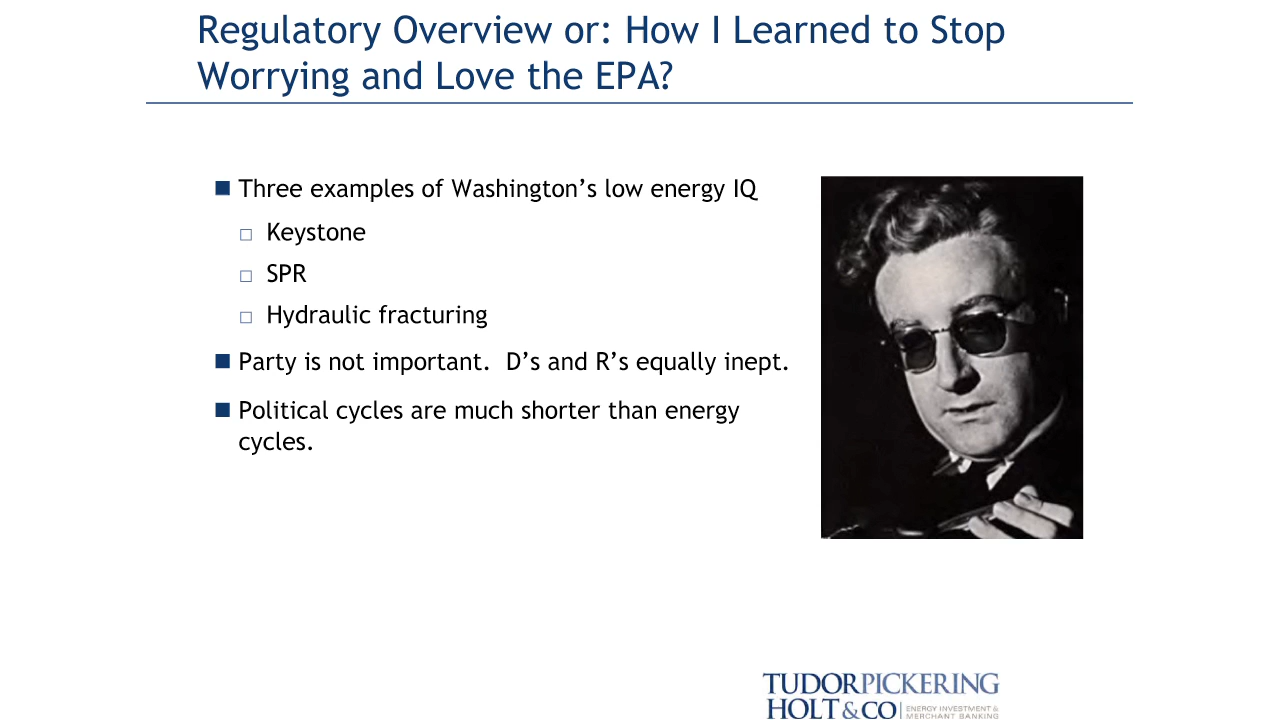 Regulatory Overview or: How I Learned to Stop
Worrying and Love the EPA?
Three examples of Washington’s low energy IQ
Keystone
SPR
Hydraulic fracturing
Party is not important.  D’s and R’s equally inept.
Political cycles are much shorter than energy
cycles.
TUDORPICKERING
HOLT&CO
ENERGY INVESTMENT &
MERCHANT BANKING